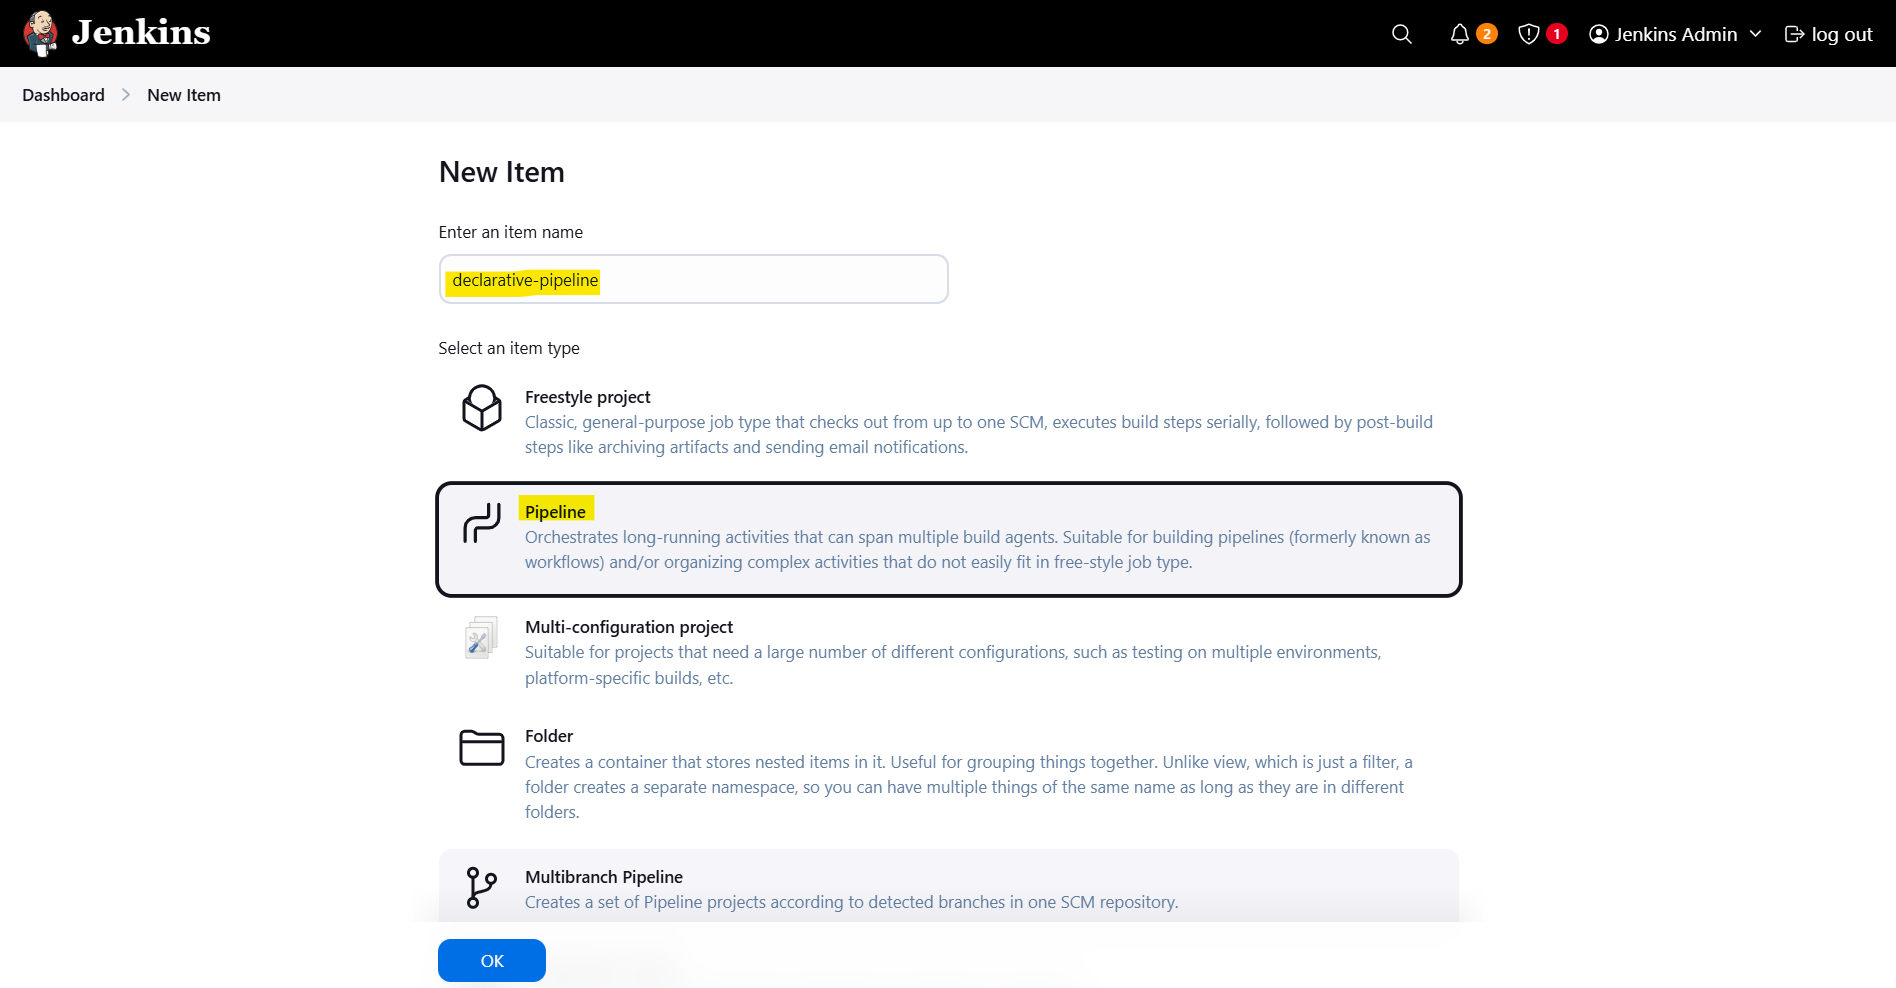 Jenkins
2
1
Jenkins Admin
log out
Dashboard
New Item
New Item
Enter an item name
declarative-pipeline
Select an item type
Freestyle project
Classic, general-purpose job type that checks out from up to one SCM, executes build steps serially, followed by post-build
steps like archiving artifacts and sending email notifications.
Pipeline
Orchestrates long-running activities that can span multiple build agents. Suitable for building pipelines (formerly known as
workflows) and/or organizing complex activities that do not easily fit in free-style job type.
Multi-configuration project
Suitable for projects that need a large number of different configurations, such as testing on multiple environments,
platform-specific builds, etc.
Folder
Creates a container that stores nested items in it. Useful for grouping things together. Unlike view, which is just a filter, a
folder creates a separate namespace, so you can have multiple things of the same name as long as they are in different
folders.
Multibranch Pipeline
Creates a set of Pipeline projects according to detected branches in one SCM repository.
OK